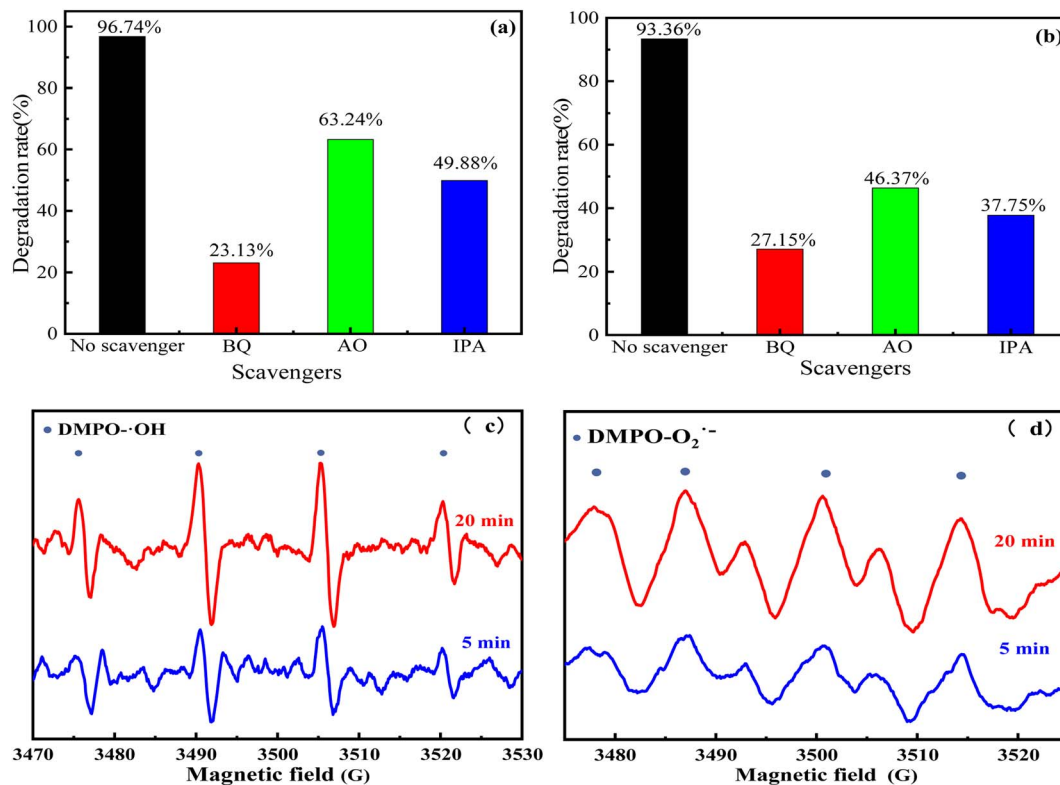 (a)
96.74%
63.24%
49.88%
23.13%
100
80
60
40
20
0
Degradation rate(%)
No scavenger BQ AO IPA
Scavengers
(b)
93.36%
46.37%
37.75%
27.15%
100
80
60
40
20
0
Degradation rate(%)
No scavenger BQ AO IPA
Scavengers
DMPO-·OH
( c)
20 min
5 min
3470 3480 3490 3500 3510 3520 3530
Magnetic field (G)
DMPO-O₂·⁻
( d)
20 min
5 min
3480 3490 3500 3510 3520
Magnetic field (G)